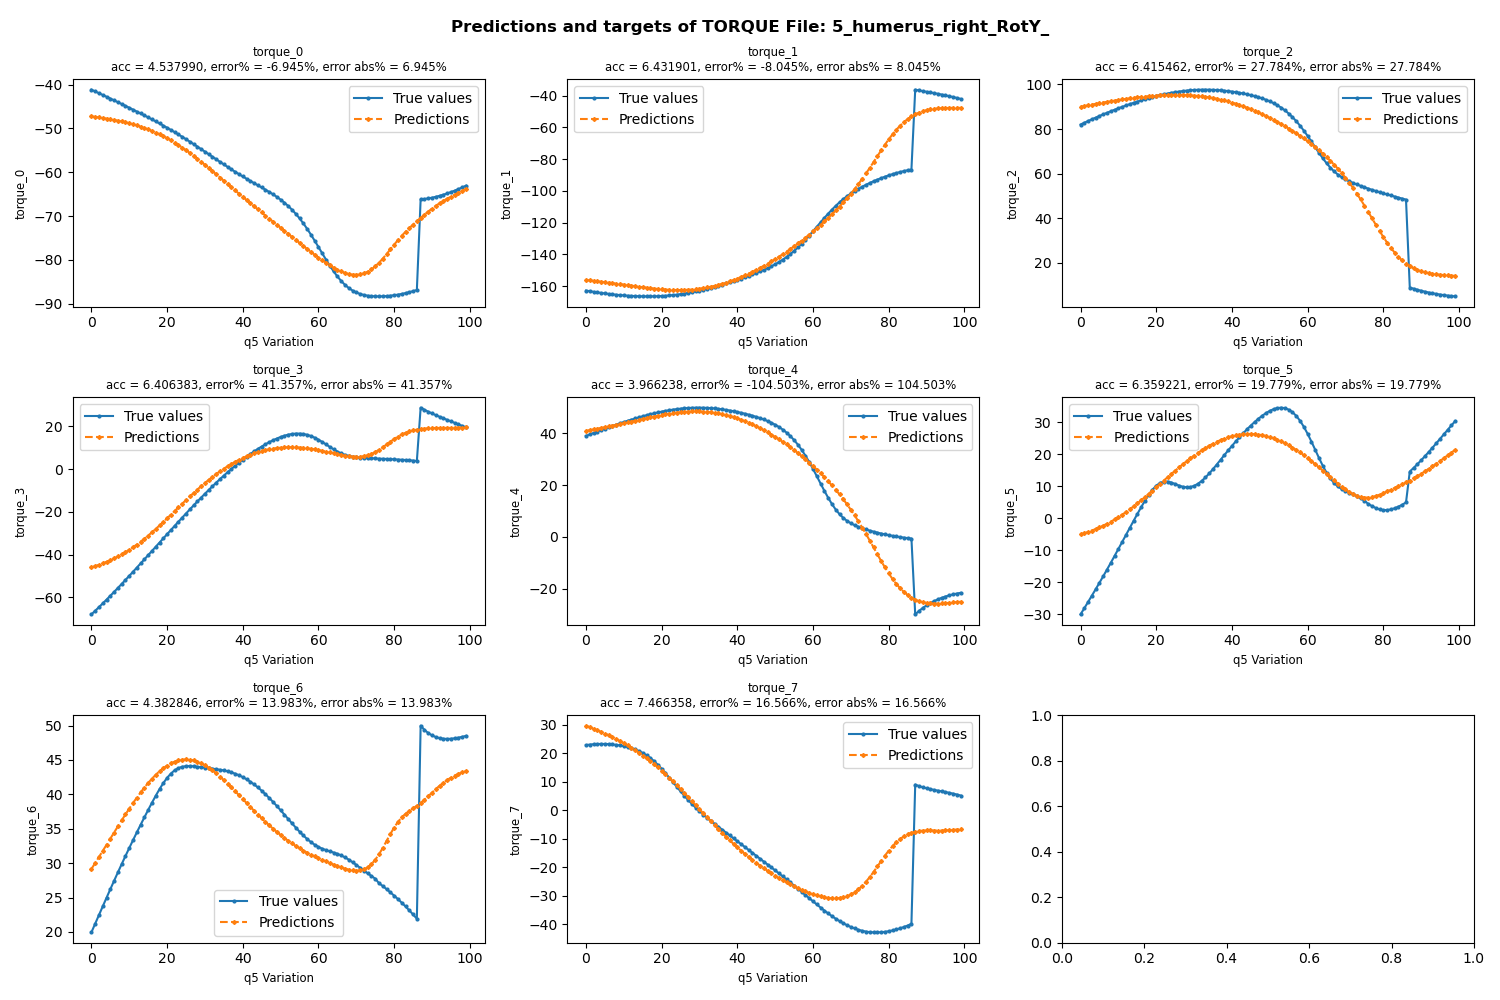 Predictions and targets of TORQUE File: 5_humerus_right_RotY_
torque_0
acc = 4.537990, error% = -6.945%, error abs% = 6.945%
−40
−50
−60
−70
−80
−90
torque_0
True values
Predictions
0 20 40 60 80 100
q5 Variation
torque_1
acc = 6.431901, error% = -8.045%, error abs% = 8.045%
−40
−60
−80
−100
−120
−140
−160
torque_1
True values
Predictions
0 20 40 60 80 100
q5 Variation
torque_2
acc = 6.415462, error% = 27.784%, error abs% = 27.784%
100
80
60
40
20
torque_2
True values
Predictions
0 20 40 60 80 100
q5 Variation
torque_3
acc = 6.406383, error% = 41.357%, error abs% = 41.357%
20
0
−20
−40
−60
torque_3
True values
Predictions
0 20 40 60 80 100
q5 Variation
torque_4
acc = 3.966238, error% = -104.503%, error abs% = 104.503%
40
20
0
−20
torque_4
True values
Predictions
0 20 40 60 80 100
q5 Variation
torque_5
acc = 6.359221, error% = 19.779%, error abs% = 19.779%
30
20
10
0
−10
−20
−30
torque_5
True values
Predictions
0 20 40 60 80 100
q5 Variation
torque_6
acc = 4.382846, error% = 13.983%, error abs% = 13.983%
50
45
40
35
30
25
20
torque_6
True values
Predictions
0 20 40 60 80 100
q5 Variation
torque_7
acc = 7.466358, error% = 16.566%, error abs% = 16.566%
30
20
10
0
−10
−20
−30
−40
torque_7
True values
Predictions
0 20 40 60 80 100
q5 Variation
1.0
0.8
0.6
0.4
0.2
0.0
0.0 0.2 0.4 0.6 0.8 1.0